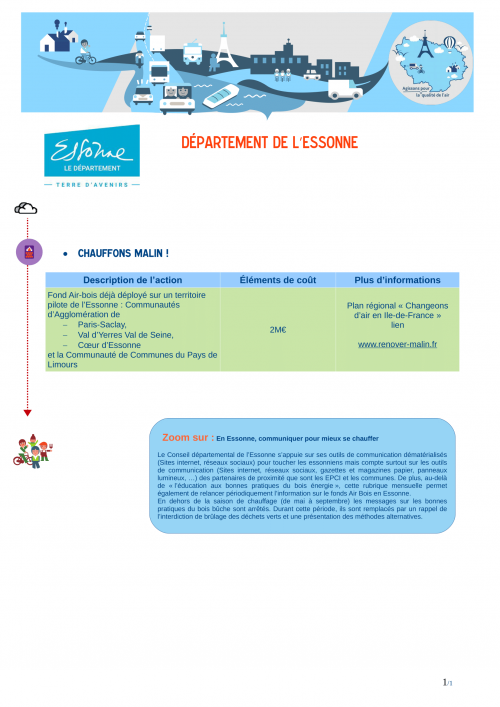 Agissons pour
la qualité de l'air
Essonne
LE DÉPARTEMENT
TERRE D'AVENIRS
DÉPARTEMENT DE L'ESSONNE
• CHAUFFONS MALIN !
Description de l'action Éléments de coût Plus d'informations
Fond Air-bois déjà déployé sur un territoire
pilote de l'Essonne : Communautés
d'Agglomération de
– Paris-Saclay,
– Val d'Yerres Val de Seine,
– Cœur d'Essonne
et la Communauté de Communes du Pays de
Limours
2M€
Plan régional « Changeons
d'air en Ile-de-France »
lien
www.renover-malin.fr
Zoom sur : En Essonne, communiquer pour mieux se chauffer
Le Conseil départemental de l'Essonne s'appuie sur ses outils de communication dématérialisés
(Sites internet, réseaux sociaux) pour toucher les essonniens mais compte surtout sur les outils
de communication (Sites internet, réseaux sociaux, gazettes et magazines papier, panneaux
lumineux, …) des partenaires de proximité que sont les EPCI et les communes. De plus, au-delà
de « l'éducation aux bonnes pratiques du bois énergie », cette rubrique mensuelle permet
également de relancer périodiquement l'information sur le fonds Air Bois en Essonne.
En dehors de la saison de chauffage (de mai à septembre) les messages sur les bonnes
pratiques du bois bûche sont arrêtés. Durant cette période, ils sont remplacés par un rappel de
l'interdiction de brûlage des déchets verts et une présentation des méthodes alternatives.
1/1